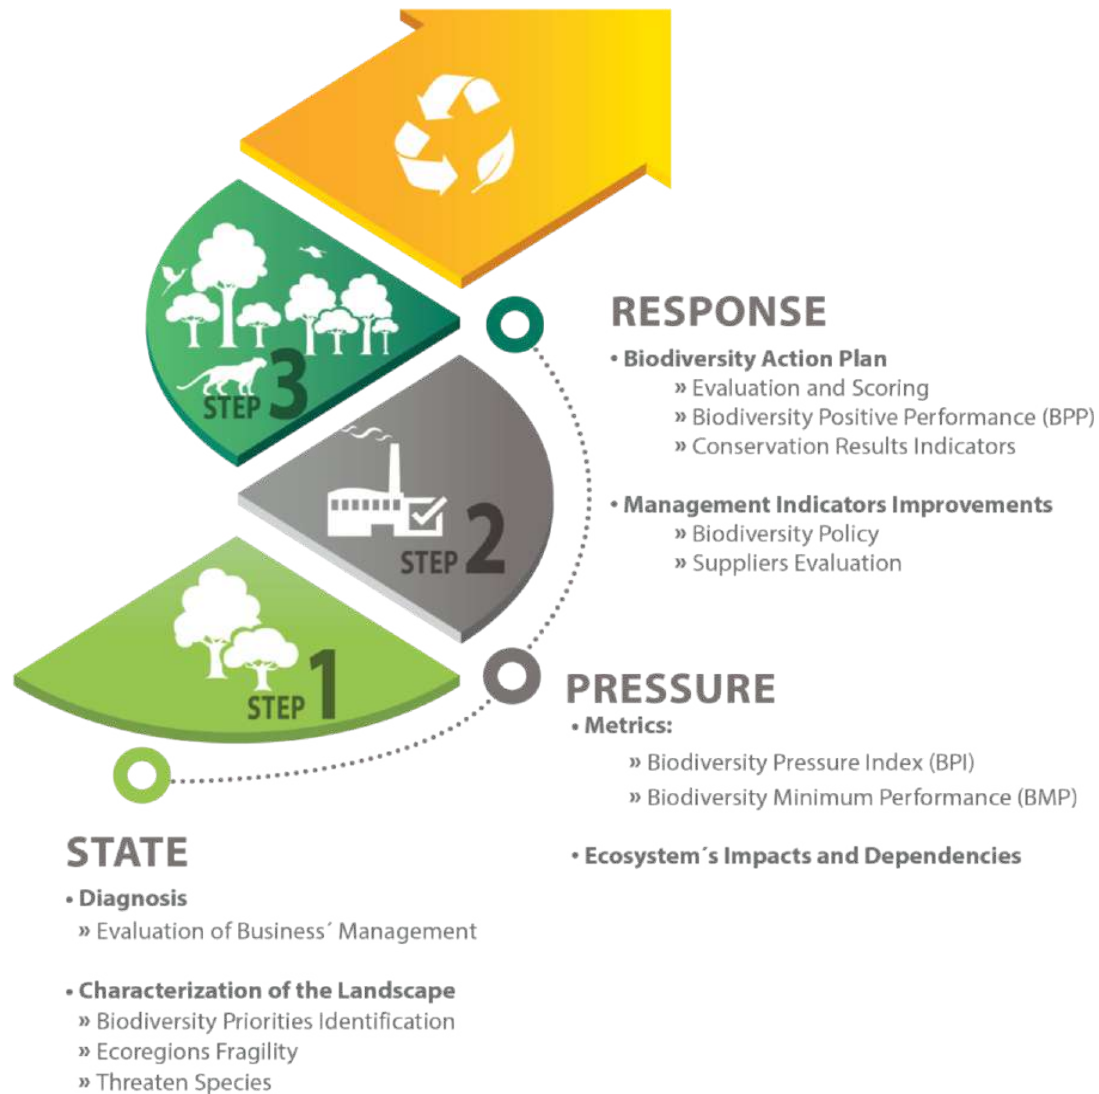 STEP 3
STEP 2
STEP 1
RESPONSE
• Biodiversity Action Plan
» Evaluation and Scoring
» Biodiversity Positive Performance (BPP)
» Conservation Results Indicators
• Management Indicators Improvements
» Biodiversity Policy
» Suppliers Evaluation
PRESSURE
• Metrics:
» Biodiversity Pressure Index (BPI)
» Biodiversity Minimum Performance (BMP)
• Ecosystem´s Impacts and Dependencies
STATE
• Diagnosis
» Evaluation of Business´ Management
• Characterization of the Landscape
» Biodiversity Priorities Identification
» Ecoregions Fragility
» Threaten Species